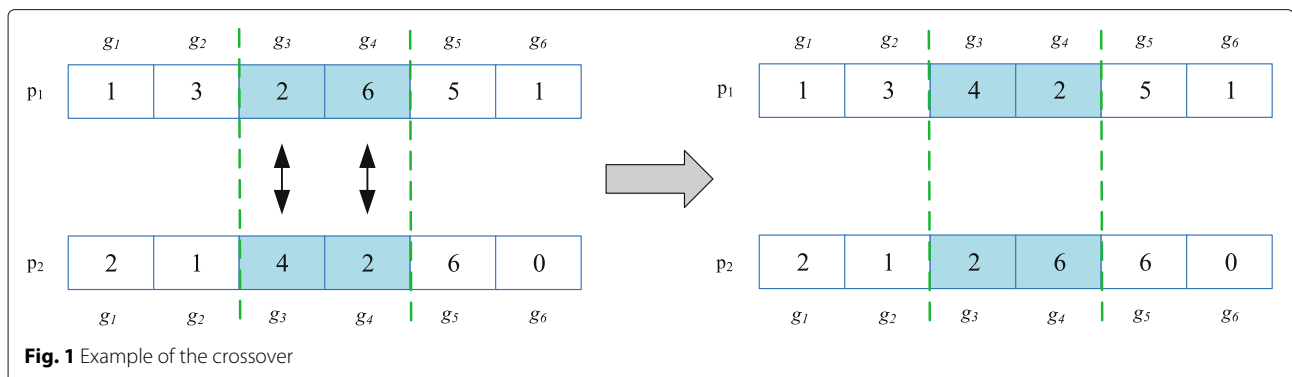 g1 g2 g3 g4 g5 g6 g1 g2 g3 g4 g5 g6
p1 1 3 2 6 5 1 p1 1 3 4 2 5 1
p2 2 1 4 2 6 0 p2 2 1 2 6 6 0
g1 g2 g3 g4 g5 g6 g1 g2 g3 g4 g5 g6
Fig. 1 Example of the crossover